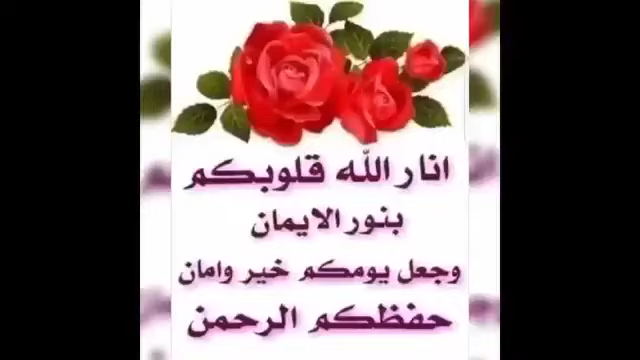 انار الله قلوبكم
بنور الايمان
وجعل يومكم خير وامان
حفظكم الرحمن